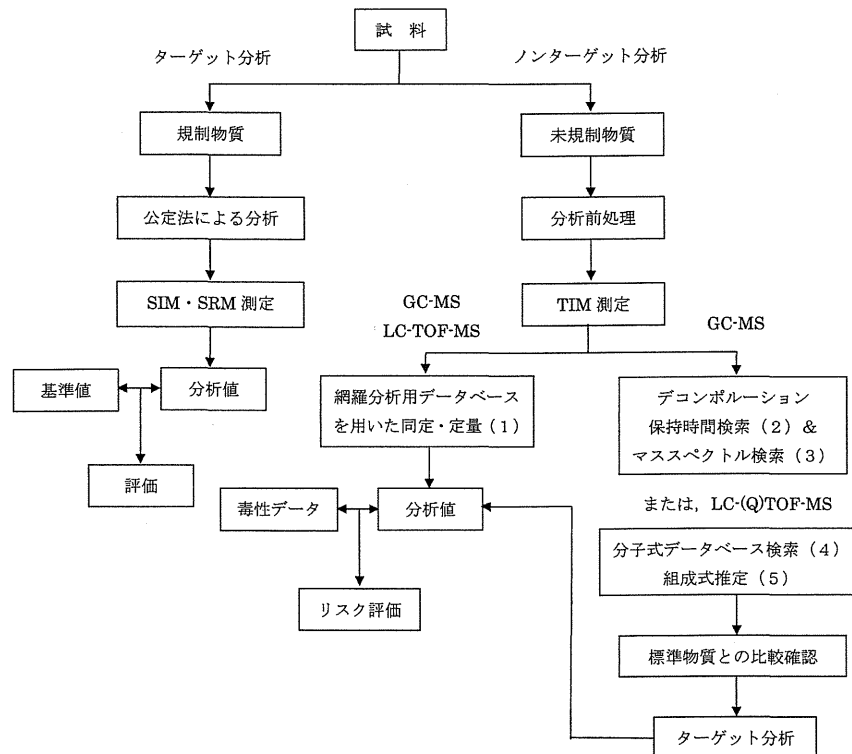 試　料
ターゲット分析
ノンターゲット分析
規制物質
未規制物質
公定法による分析
分析前処理
SIM・SRM 測定
TIM 測定
GC-MS
LC-TOF-MS
GC-MS
基準値
分析値
網羅分析用データベース
を用いた同定・定量（1）
デコンポルーション
保持時間検索（2）&
マススペクトル検索（3）
評価
毒性データ
分析値
または，LC-(Q)TOF-MS
分子式データベース検索（4）
組成式推定（5）
リスク評価
標準物質との比較確認
ターゲット分析